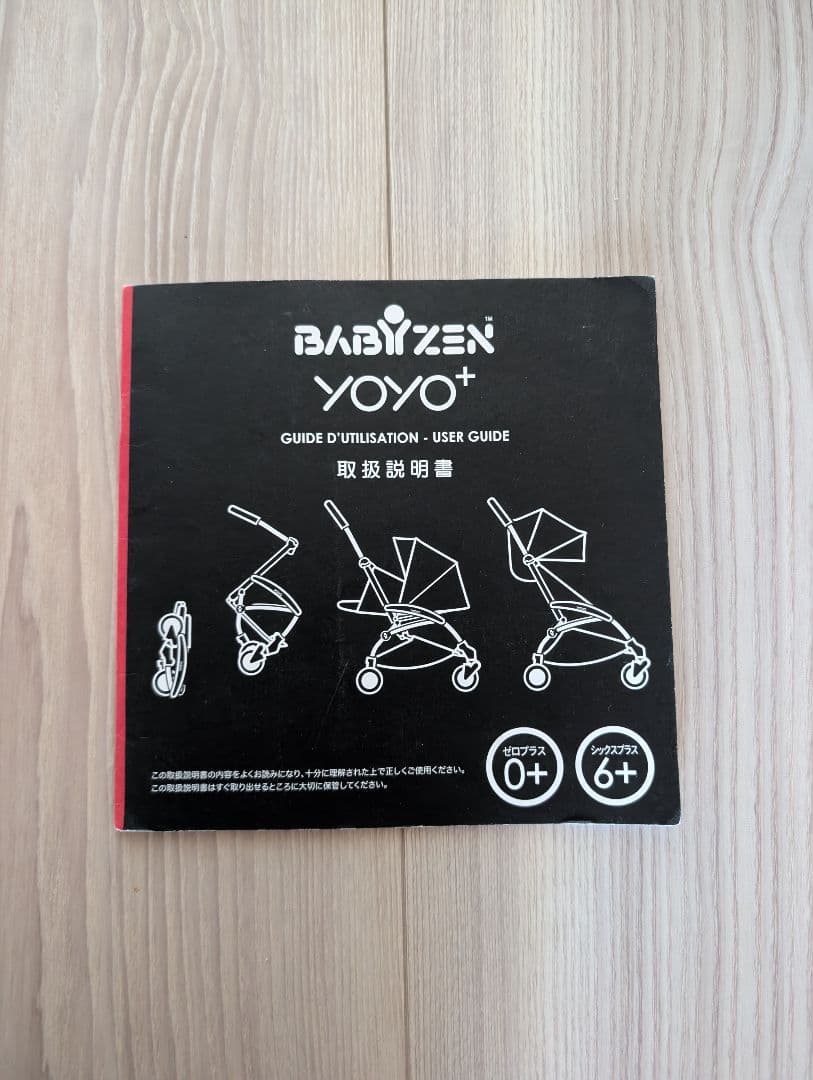 BABYZEN™
YOYO+
GUIDE D'UTILISATION - USER GUIDE
取扱説明書
ゼロプラス
0+
シックスプラス
6+
この取扱説明書の内容をよくお読みになり、十分に理解された上で正しくご使用ください。
この取扱説明書はすぐ取り出せるところに大切に保管してください。